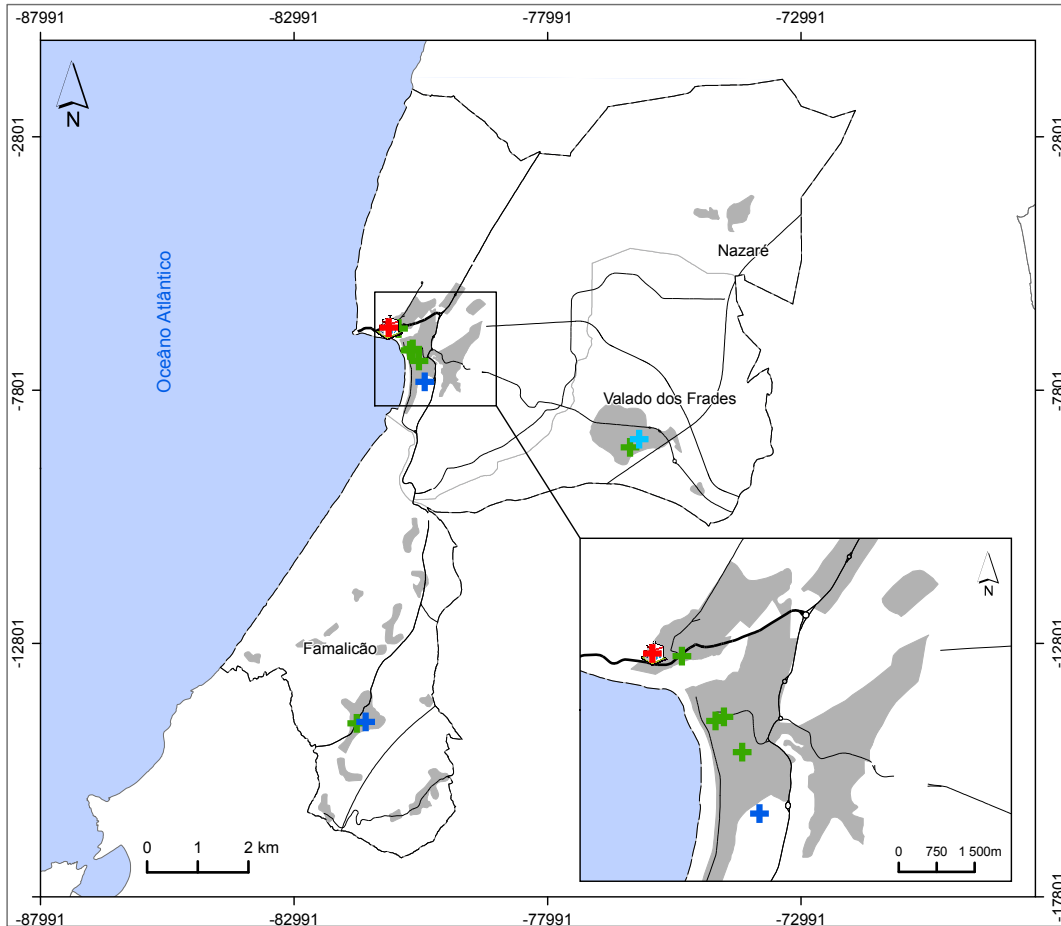 -87991 -82991 -77991 -72991
N
-2801
-2801
Nazaré
Oceâno Atlântico
-7801
-7801
Valado dos Frades
N
-12801
-12801
Famalicão
0 1 2 km
0 750 1 500m
-17801
-87991 -82991 -77991 -72991